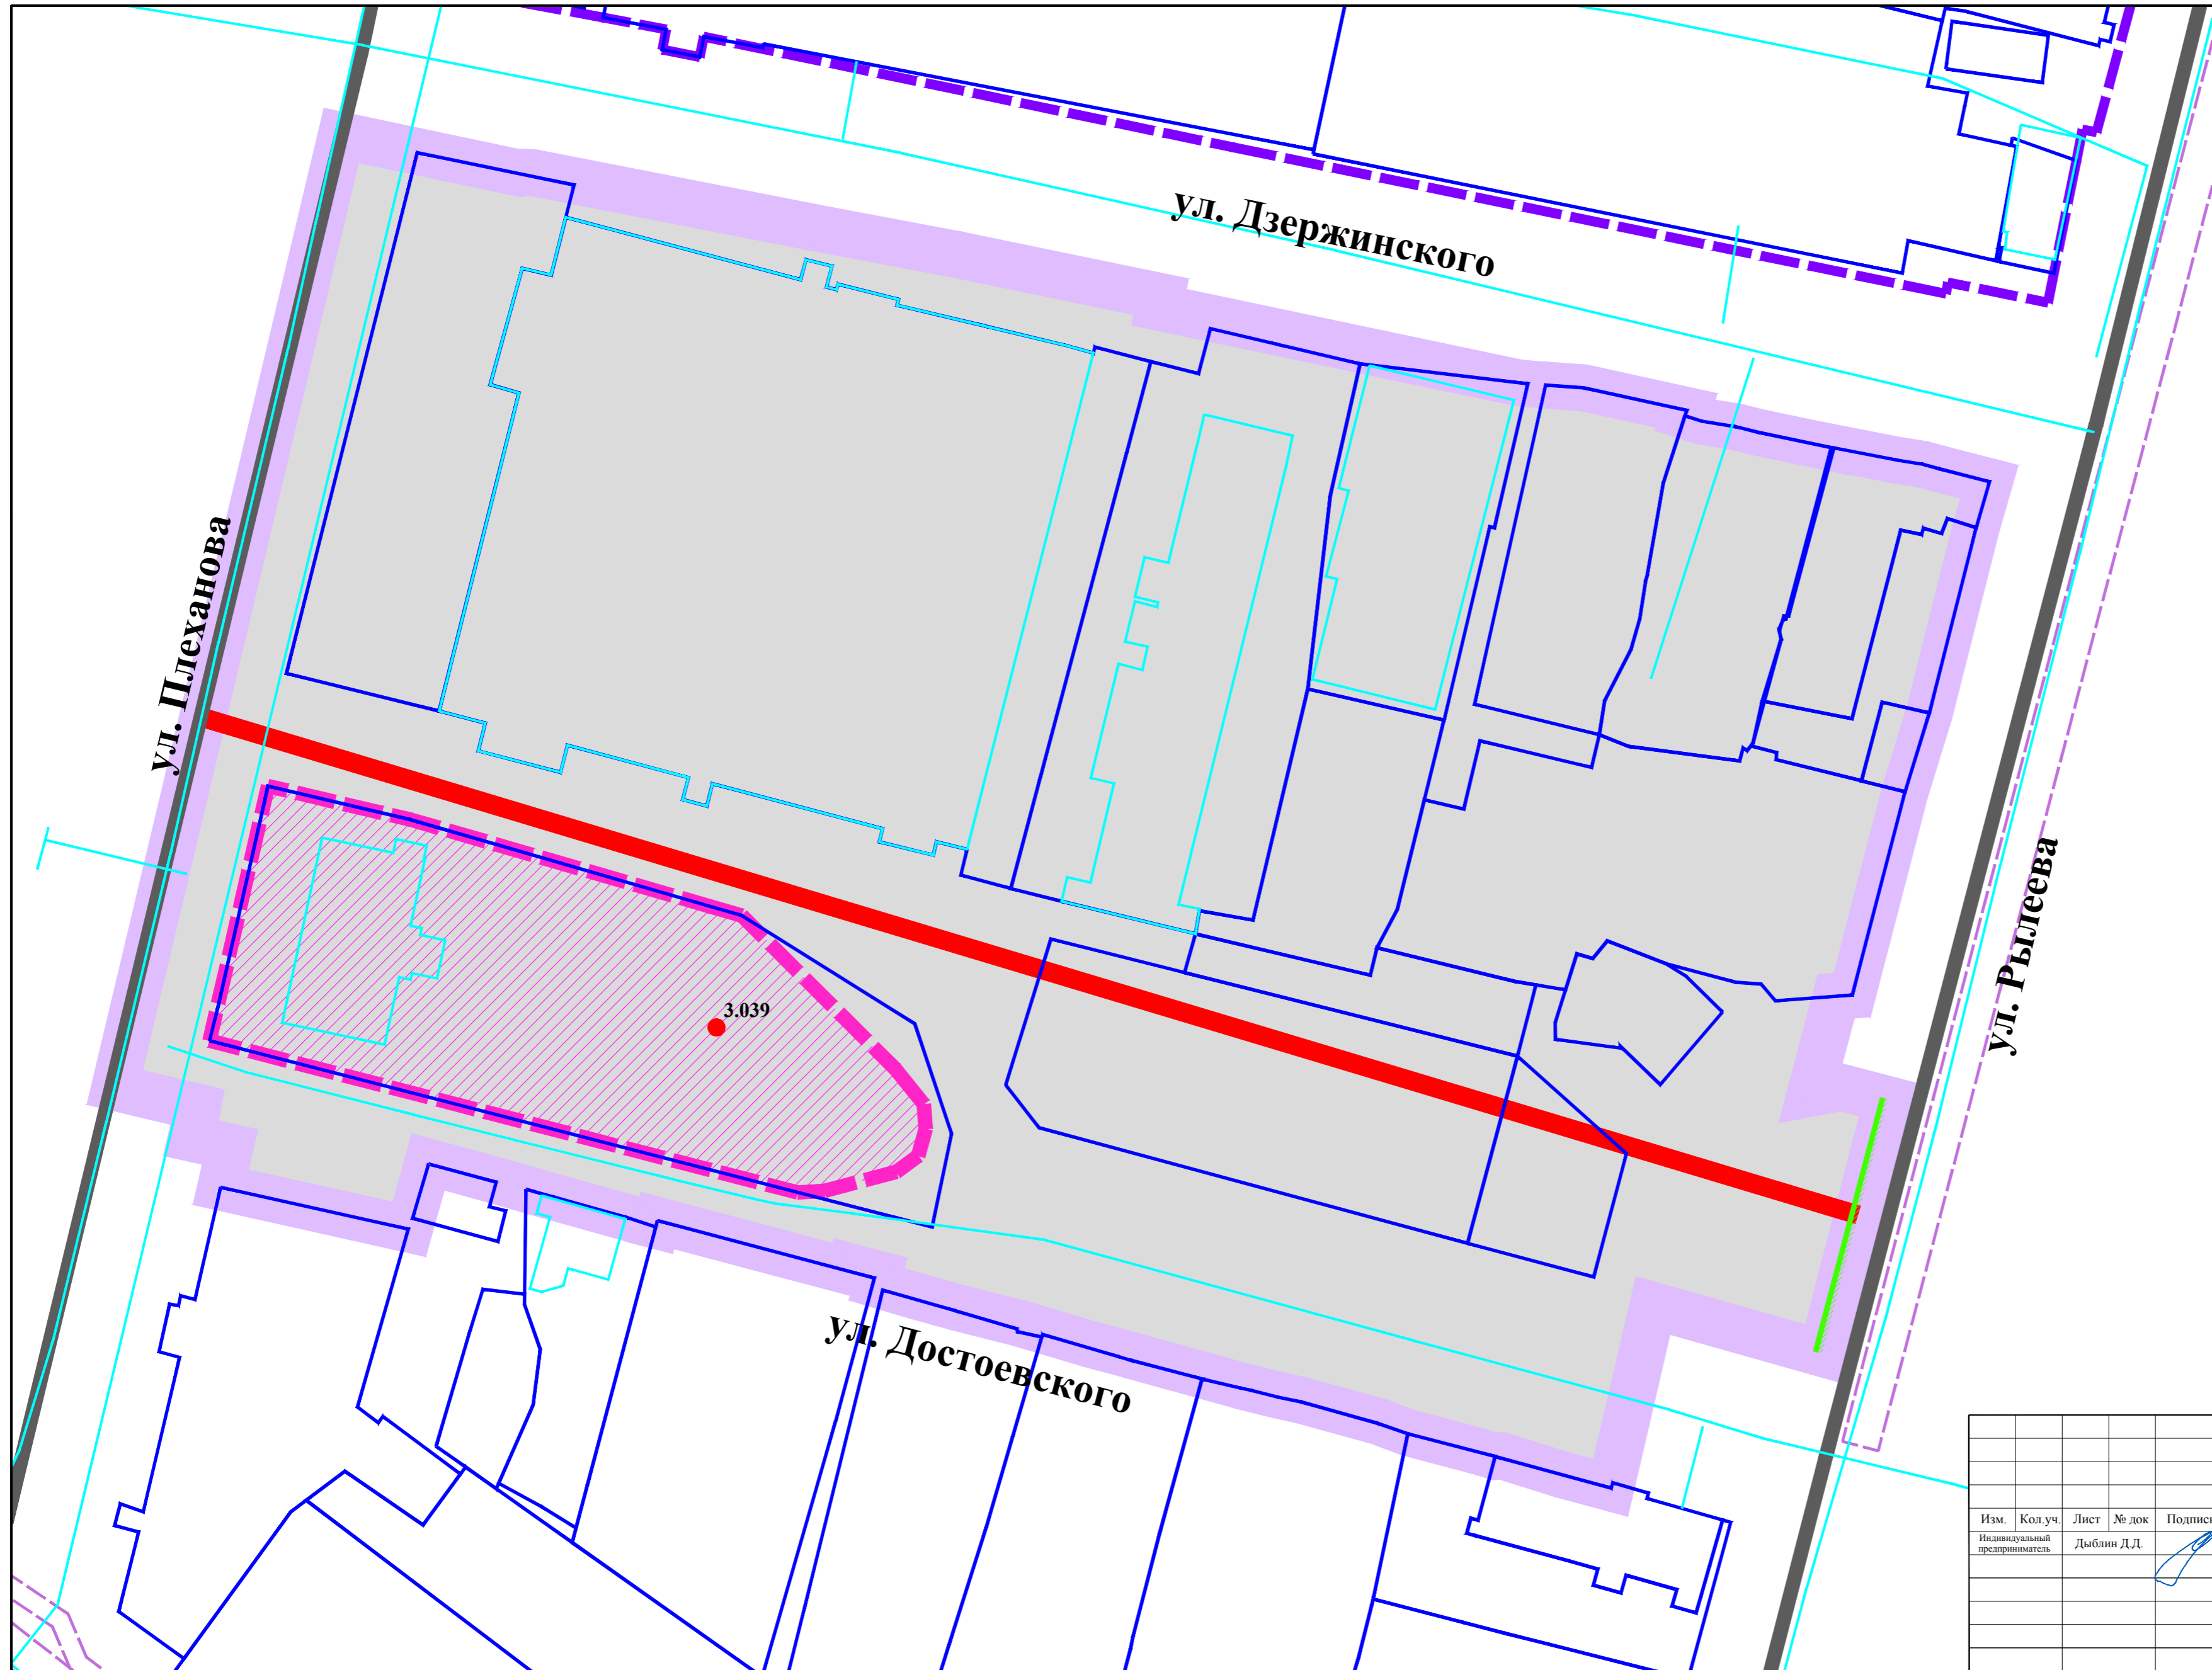 ул. Дзержинского
ул. Плеханова
ул. Рылеева
3.039
ул. Достоевского
Изм. Кол.уч. Лист № док Подпис
Индивидуальный предприниматель Дыблин Д.Д.